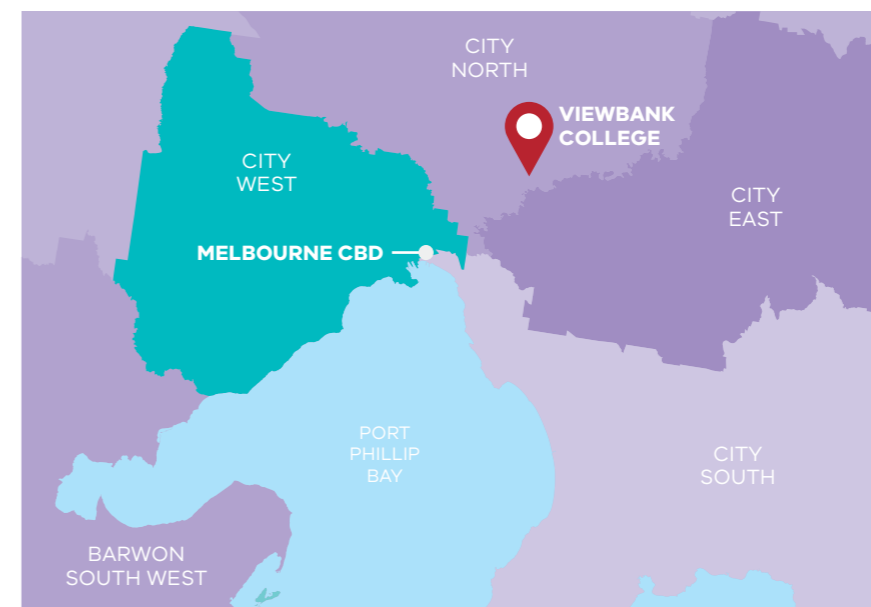 CITY
NORTH
VIEWBANK
COLLEGE
CITY
WEST
CITY
EAST
MELBOURNE CBD
PORT
PHILLIP
BAY
CITY
SOUTH
BARWON
SOUTH WEST